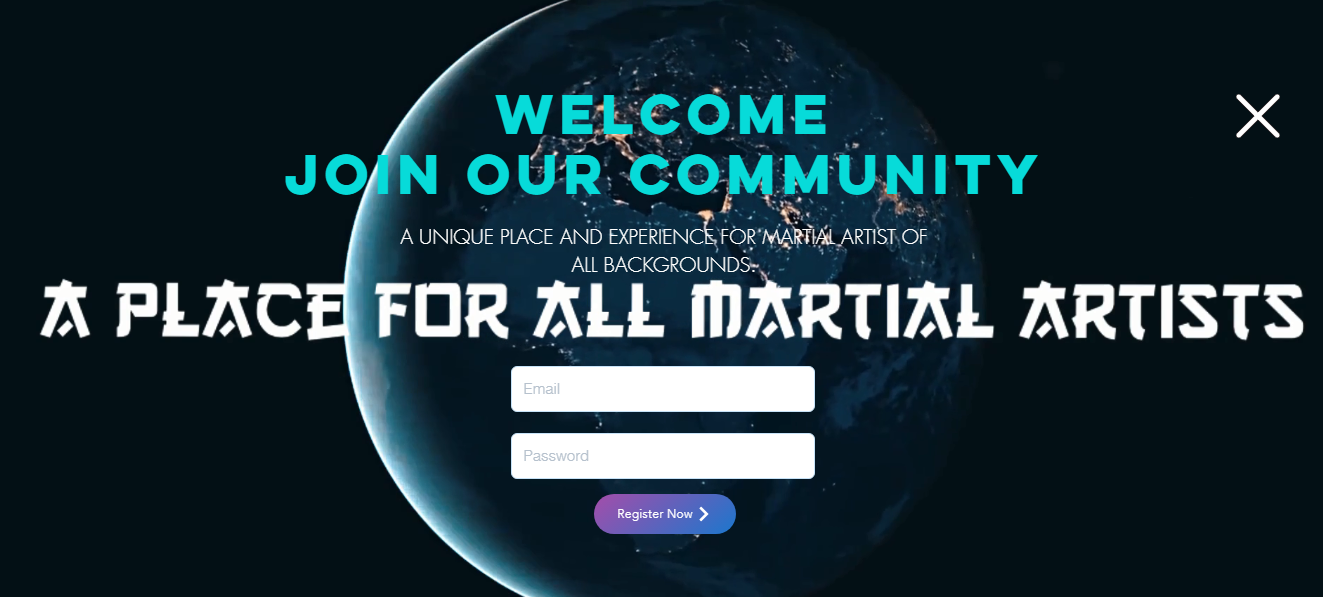 WELCOME
JOIN OUR COMMUNITY
A UNIQUE PLACE AND EXPERIENCE FOR MARTIAL ARTIST OF
ALL BACKGROUNDS.
A PLACE FOR ALL MARTIAL ARTISTS
Email
Password
Register Now